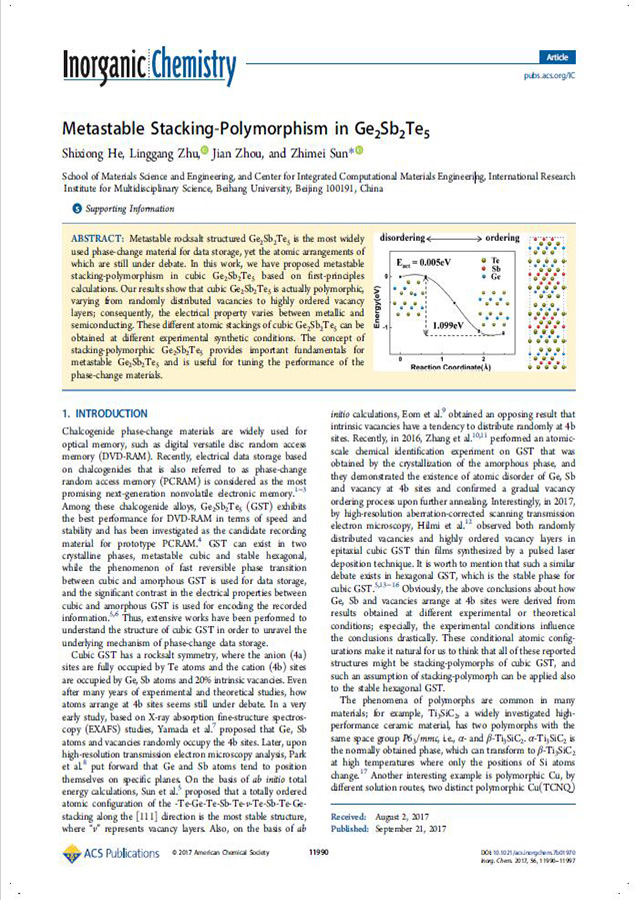 Inorganic Chemistry
Article
pubs.acs.org/IC
Metastable Stacking-Polymorphism in Ge2Sb2Te5
Shixiong He, Linggang Zhu, Jian Zhou, and Zhimei Sun*
School of Materials Science and Engineering, and Center for Integrated Computational Materials Engineering, International Research
Institute for Multidisciplinary Science, Beihang University, Beijing 100191, China
S Supporting Information
ABSTRACT: Metastable rocksalt structured Ge2Sb2Te5 is the most widely
used phase-change material for data storage, yet the atomic arrangements of
which are still under debate. In this work, we have proposed metastable
stacking-polymorphism in cubic Ge2Sb2Te5 based on first-principles
calculations. Our results show that cubic Ge2Sb2Te5 is actually polymorphic,
varying from randomly distributed vacancies to highly ordered vacancy
layers; consequently, the electrical property varies between metallic and
semiconducting. These different atomic stackings of cubic Ge2Sb2Te5 can be
obtained at different experimental synthetic conditions. The concept of
stacking-polymorphic Ge2Sb2Te5 provides important fundamentals for
metastable Ge2Sb2Te5 and is useful for tuning the performance of the
phase-change materials.
disordering ordering
Eact = 0.005eV
Te
Sb
Ge
1.099eV
Energy(eV)
0
-1
0 1 2
Reaction Coordinate(Å)
1. INTRODUCTION
Chalcogenide phase-change materials are widely used for
optical memory, such as digital versatile disc random access
memory (DVD-RAM). Recently, electrical data storage based
on chalcogenides that is also referred to as phase-change
random access memory (PCRAM) is considered as the most
promising next-generation nonvolatile electronic memory.1−3
Among these chalcogenide alloys, Ge2Sb2Te5 (GST) exhibits
the best performance for DVD-RAM in terms of speed and
stability and has been investigated as the candidate recording
material for prototype PCRAM.4 GST can exist in two
crystalline phases, metastable cubic and stable hexagonal,
while the phenomenon of fast reversible phase transition
between cubic and amorphous GST is used for data storage,
and the significant contrast in the electrical properties between
cubic and amorphous GST is used for encoding the recorded
information.5,6 Thus, extensive works have been performed to
understand the structure of cubic GST in order to unravel the
underlying mechanism of phase-change data storage.
Cubic GST has a rocksalt symmetry, where the anion (4a)
sites are fully occupied by Te atoms and the cation (4b) sites
are occupied by Ge, Sb atoms and 20% intrinsic vacancies. Even
after many years of experimental and theoretical studies, how
atoms arrange at 4b sites seems still under debate. In a very
early study, based on X-ray absorption fine-structure spectros-
copy (EXAFS) studies, Yamada et al.7 proposed that Ge, Sb
atoms and vacancies randomly occupy the 4b sites. Later, upon
high-resolution transmission electron microscopy analysis, Park
et al.8 put forward that Ge and Sb atoms tend to position
themselves on specific planes. On the basis of ab initio total
energy calculations, Sun et al.5 proposed that a totally ordered
atomic configuration of the -Te-Ge-Te-Sb-Te-v-Te-Sb-Te-Ge-
stacking along the [111] direction is the most stable structure,
where "v" represents vacancy layers. Also, on the basis of ab
initio calculations, Eom et al.9 obtained an opposing result that
intrinsic vacancies have a tendency to distribute randomly at 4b
sites. Recently, in 2016, Zhang et al.10,11 performed an atomic-
scale chemical identification experiment on GST that was
obtained by the crystallization of the amorphous phase, and
they demonstrated the existence of atomic disorder of Ge, Sb
and vacancy at 4b sites and confirmed a gradual vacancy
ordering process upon further annealing. Interestingly, in 2017,
by high-resolution aberration-corrected scanning transmission
electron microscopy, Hilmi et al.12 observed both randomly
distributed vacancies and highly ordered vacancy layers in
epitaxial cubic GST thin films synthesized by a pulsed laser
deposition technique. It is worth to mention that such a similar
debate exists in hexagonal GST, which is the stable phase for
cubic GST.5,13−16 Obviously, the above conclusions about how
Ge, Sb and vacancies arrange at 4b sites were derived from
results obtained at different experimental or theoretical
conditions; especially, the experimental conditions influence
the conclusions drastically. These conditional atomic config-
urations make it natural for us to think that all of these reported
structures might be stacking-polymorphs of cubic GST, and
such an assumption of stacking-polymorph can be applied also
to the stable hexagonal GST.
The phenomena of polymorphs are common in many
materials; for example, Ti3SiC2, a widely investigated high-
performance ceramic material, has two polymorphs with the
same space group P63/mmc, i.e., α- and β-Ti3SiC2. α-Ti3SiC2 is
the normally obtained phase, which can transform to β-Ti3SiC2
at high temperatures where only the positions of Si atoms
change.17 Another interesting example is polymorphic Cu, by
different solution routes, two distinct polymorphic Cu(TCNQ)
Received: August 2, 2017
Published: September 21, 2017
ACS Publications
© 2017 American Chemical Society
11990
DOI: 10.1021/acs.inorgchem.7b01970
Inorg. Chem. 2017, 56, 11990−11997